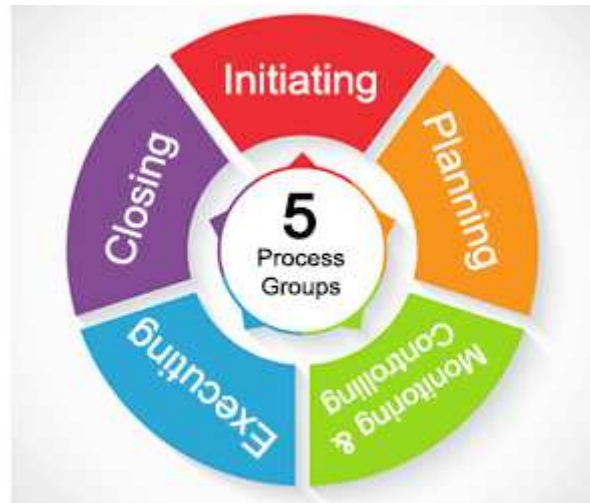 Initiating
Planning
Monitoring &
Controlling
Executing
Closing
5
Process
Groups